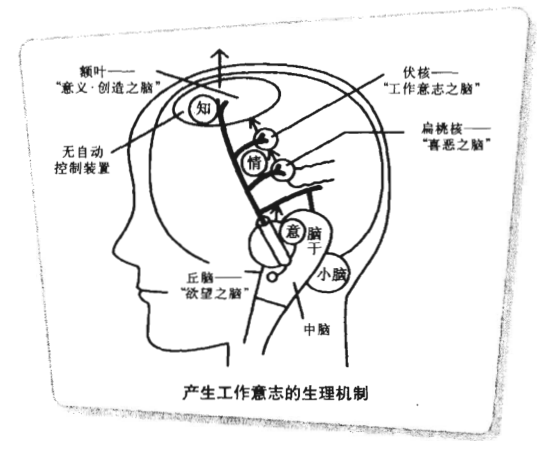 额叶——
“意义·创造之脑”
伏核——
“工作意志之脑”
知
扁桃核——
“喜恶之脑”
无自动
控制装置
情
意
脑
干
丘脑——
“欲望之脑”
小脑
中脑
产生工作意志的生理机制